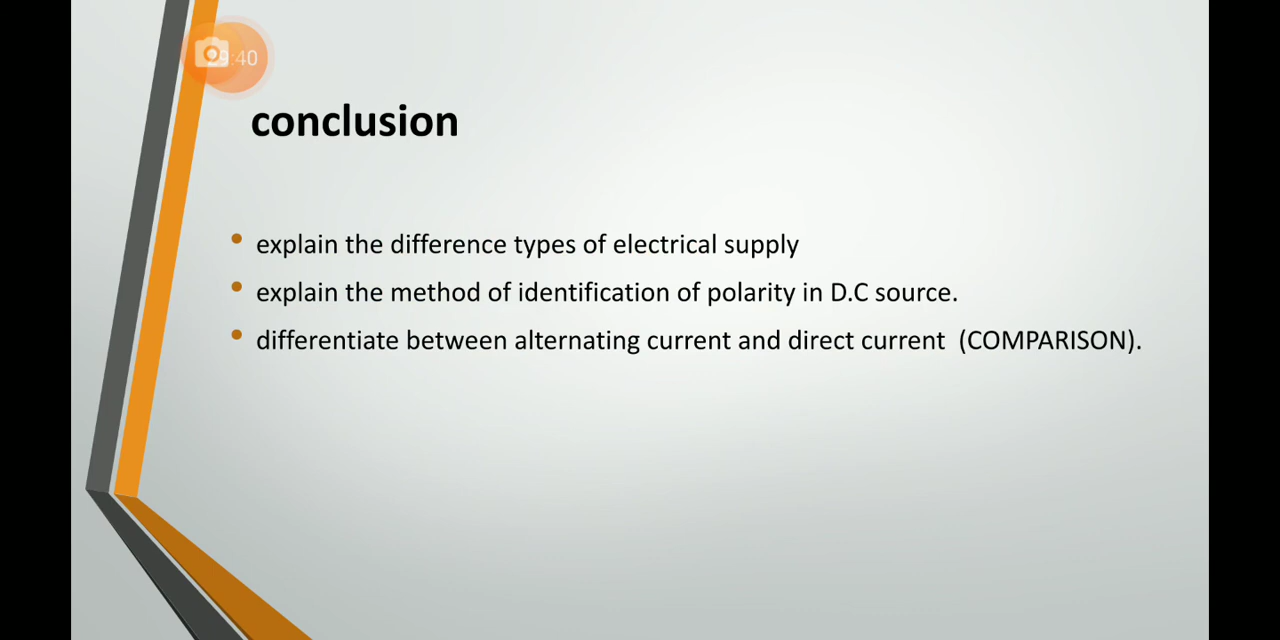 :40
conclusion
• explain the difference types of electrical supply
• explain the method of identification of polarity in D.C source.
• differentiate between alternating current and direct current (COMPARISON).